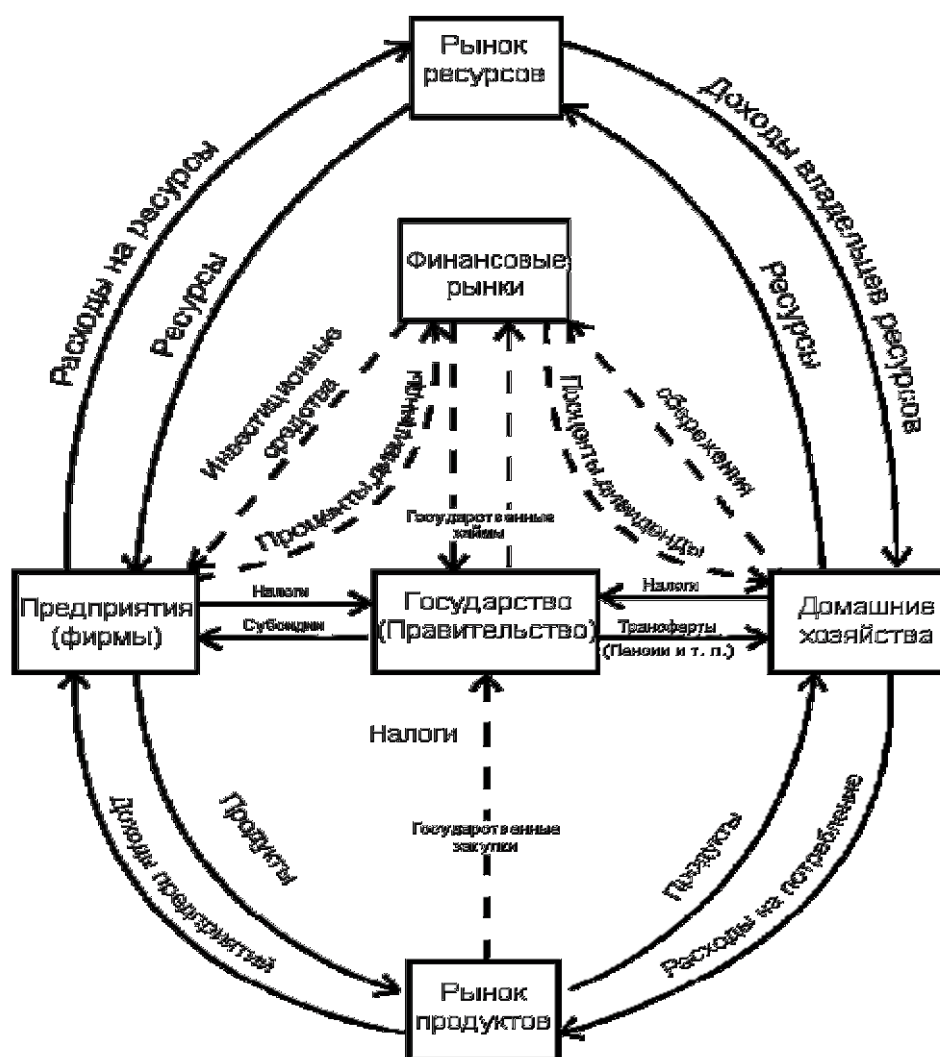 Рынок
ресурсов
Расходы на ресурсы
Ресурсы
Доходы владельцев ресурсов
Ресурсы
Финансовые
рынки
Инвестиционные
средства
Проценты,дивиденды
Проценты,дивиденды
сбережения
Государственные
займы
Предприятия
(фирмы)
Налоги
Субсидии
Государство
(Правительство)
Налоги
Трансферты
(Пенсии и т. п.)
Домашние
хозяйства
Налоги
Государственные
закупки
Доходы предприятий
Продукты
Продукты
Расходы на потребление
Рынок
продуктов